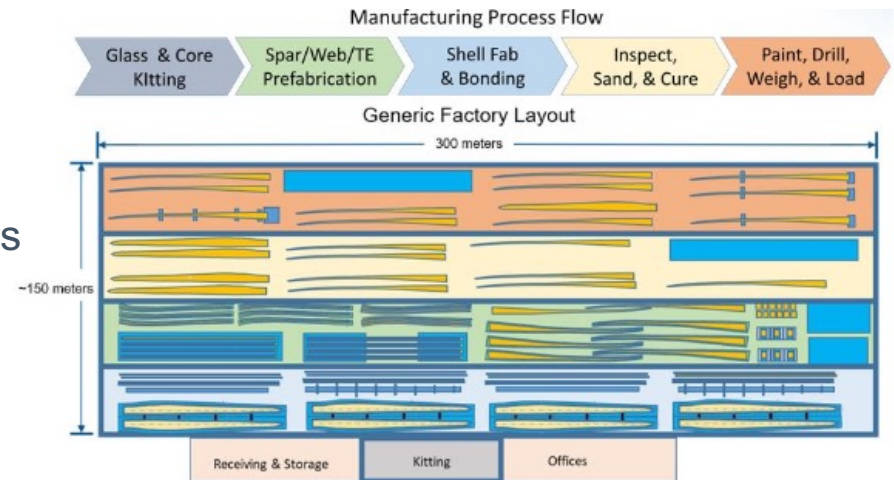 Manufacturing Process Flow
Glass & Core
KItting
Spar/Web/TE
Prefabrication
Shell Fab
& Bonding
Inspect,
Sand, & Cure
Paint, Drill,
Weigh, & Load
Generic Factory Layout
300 meters
s
~150 meters
Receiving & Storage
Kitting
Offices